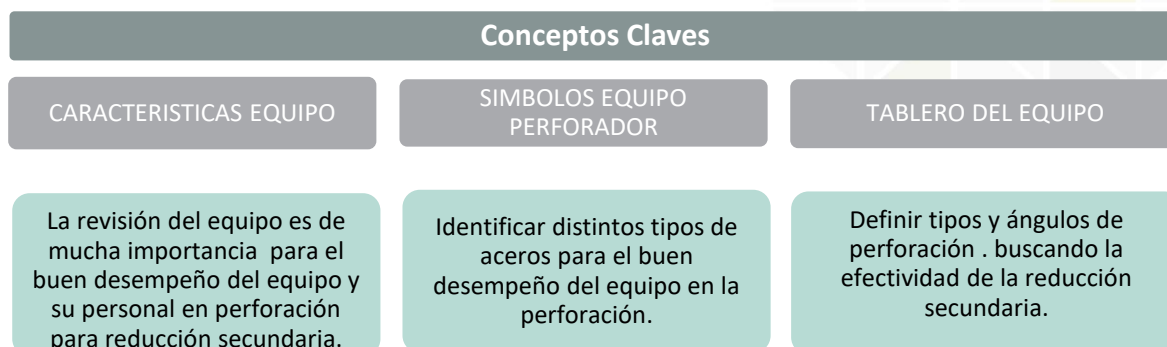 Conceptos Claves
CARACTERISTICAS EQUIPO
SIMBOLOS EQUIPO
PERFORADOR
TABLERO DEL EQUIPO
La revisión del equipo es de
mucha importancia para el
buen desempeño del equipo y
su personal en perforación
para reducción secundaria.
Identificar distintos tipos de
aceros para el buen
desempeño del equipo en la
perforación.
Definir tipos y ángulos de
perforación . buscando la
efectividad de la reducción
secundaria.